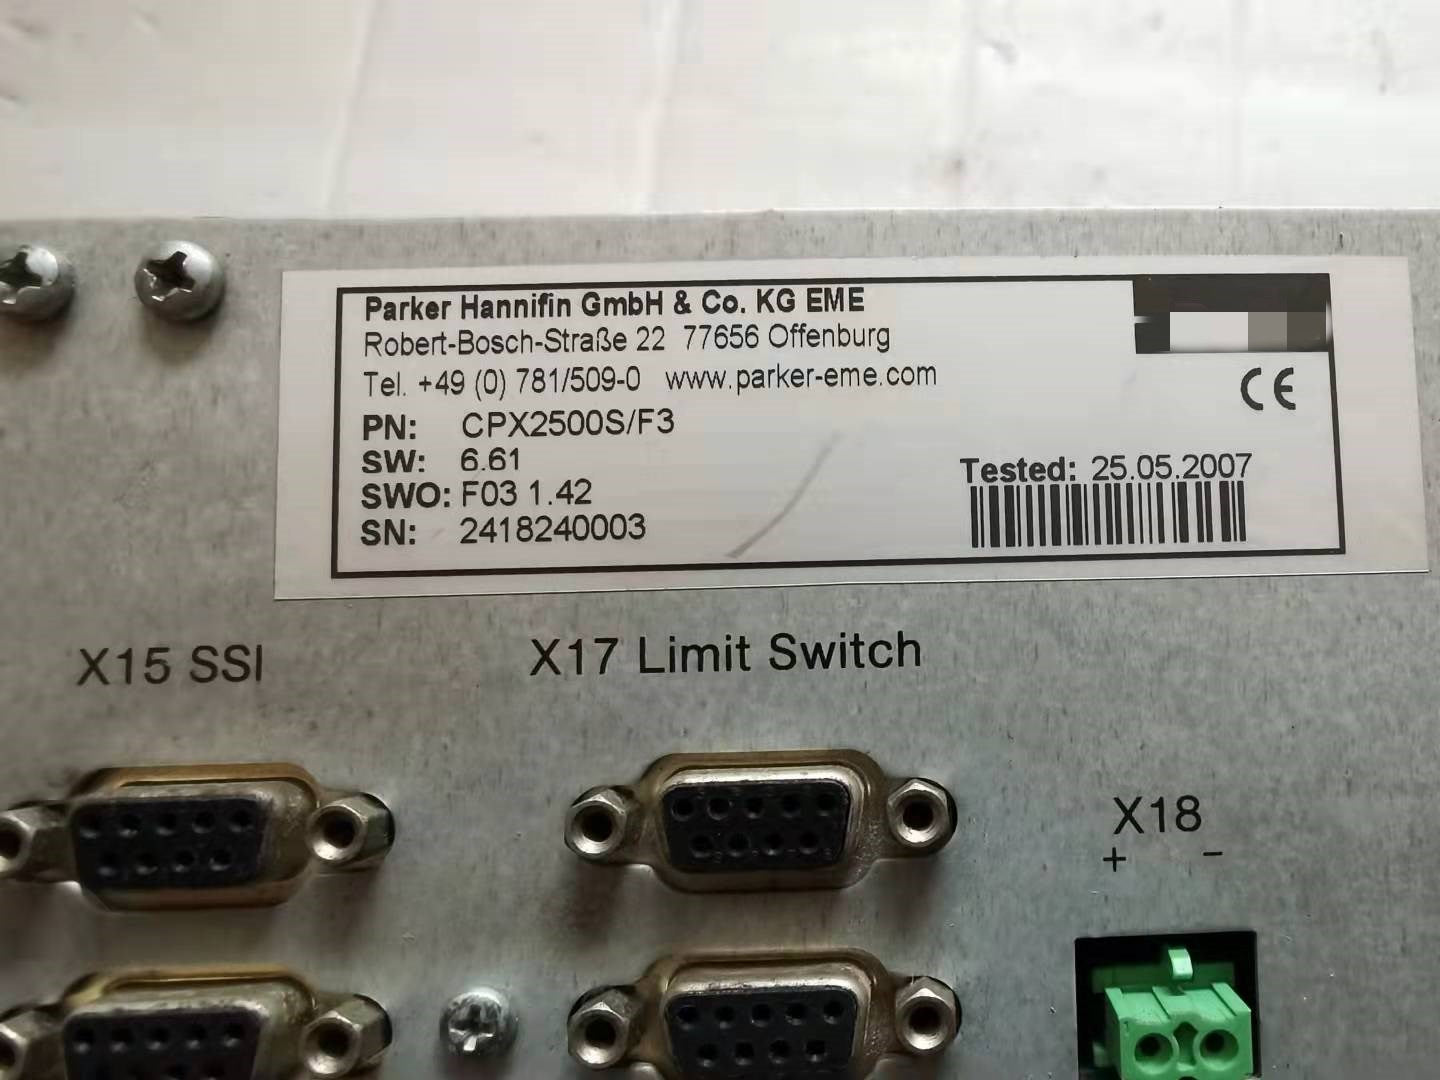 Parker Hannifin GmbH & Co. KG EME
Robert-Bosch-Straße 22 77656 Offenburg
Tel. +49 (0) 781/509-0 www.parker-eme.com
CE
PN: CPX2500S/F3
SW: 6.61
SWO: F03 1.42
SN: 2418240003
Tested: 25.05.2007
X15 SSI
X17 Limit Switch
X18
+ −